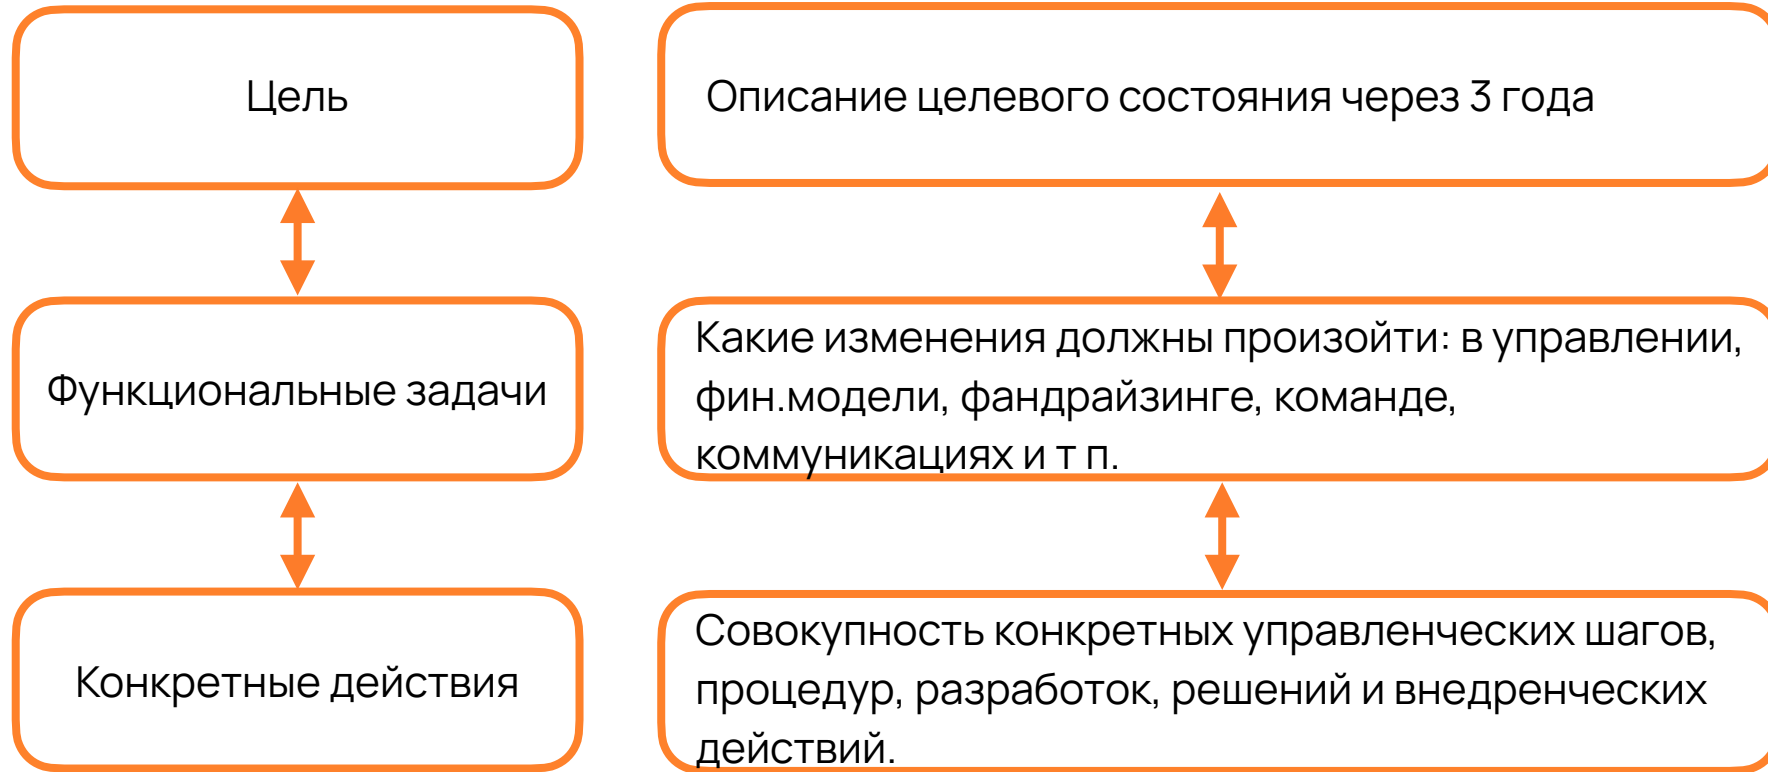 Цель
Описание целевого состояния через 3 года
Функциональные задачи
Какие изменения должны произойти: в управлении,
фин.модели, фандрайзинге, команде,
коммуникациях и т п.
Конкретные действия
Совокупность конкретных управленческих шагов,
процедур, разработок, решений и внедренческих
действий.